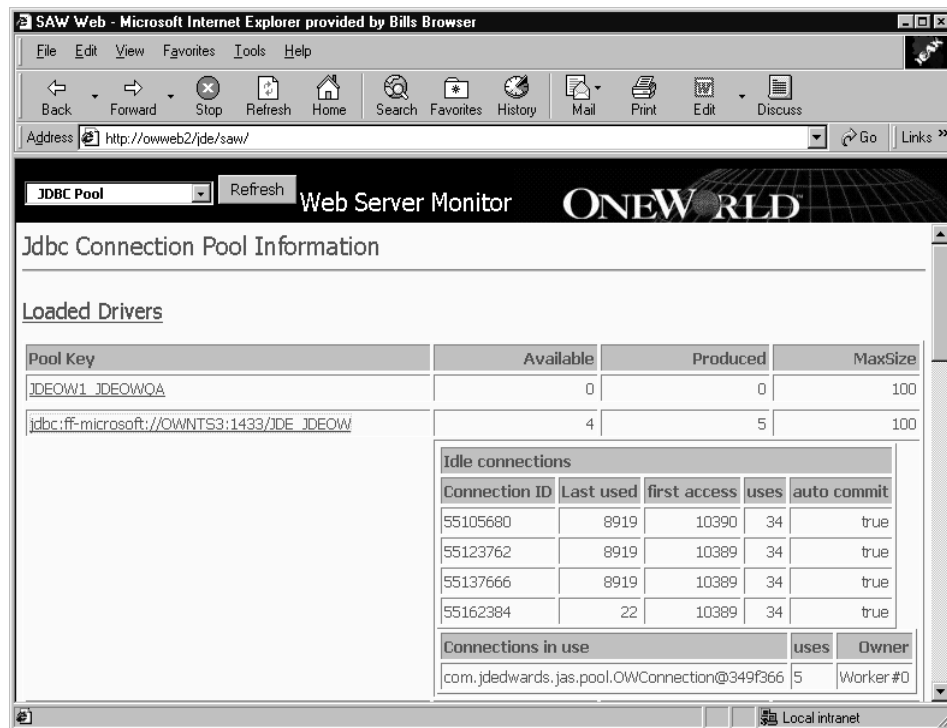 SAW Web - Microsoft Internet Explorer provided by Bills Browser
File Edit View Favorites Tools Help
Back Forward Stop Refresh Home Search Favorites History Mail Print Edit Discuss
Address http://owweb2/jde/saw/ Go Links »
JDBC Pool Refresh Web Server Monitor ONEWORLD
Jdbc Connection Pool Information
Loaded Drivers
Pool Key Available Produced MaxSize
JDEOW1_JDEOWQA 0 0 100
jdbc:ff-microsoft://OWNTS3:1433/JDE_JDEOW 4 5 100
Idle connections
Connection ID Last used first access uses auto commit
55105680 8919 10390 34 true
55123762 8919 10389 34 true
55137666 8919 10389 34 true
55162384 22 10389 34 true
Connections in use uses Owner
com.jdedwards.jas.pool.OWConnection@349f366 5 Worker#0
Local intranet